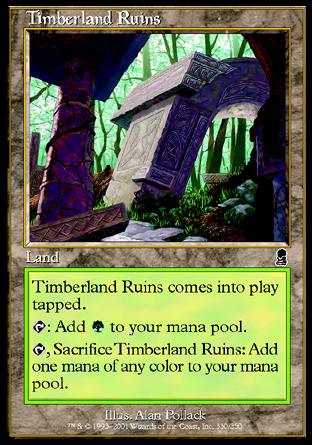 Timberland Ruins
Land
Timberland Ruins comes into play
tapped.
: Add to your mana pool.
, Sacrifice Timberland Ruins: Add
one mana of any color to your mana
pool.
Illus. Alan Pollack
™ & © 1993-2001 Wizards of the Coast, Inc. 330/350